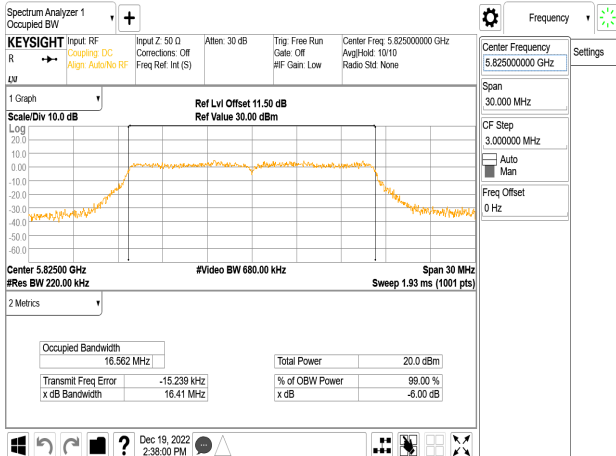 Spectrum Analyzer 1
Occupied BW
Frequency
KEYSIGHT
R
Input: RF
Coupling: DC
Align: Auto/No RF
Input Z: 50 Ω
Corrections: Off
Freq Ref: Int (S)
Atten: 30 dB
Trig: Free Run
Gate: Off
#IF Gain: Low
Center Freq: 5.825000000 GHz
Avg|Hold: 10/10
Radio Std: None
LXI
Center Frequency
5.825000000 GHz
Settings
Span
30.000 MHz
CF Step
3.000000 MHz
Auto
Man
Freq Offset
0 Hz
1 Graph
Scale/Div 10.0 dB
Ref Lvl Offset 11.50 dB
Ref Value 30.00 dBm
Log
20.0
10.0
0.00
-10.0
-20.0
-30.0
-40.0
-50.0
-60.0
Center 5.82500 GHz
#Video BW 680.00 kHz
Span 30 MHz
#Res BW 220.00 kHz
Sweep 1.93 ms (1001 pts)
2 Metrics
Occupied Bandwidth
16.562 MHz
Total Power 20.0 dBm
Transmit Freq Error -15.239 kHz
% of OBW Power 99.00 %
x dB Bandwidth 16.41 MHz
x dB -6.00 dB
?
Dec 19, 2022
2:38:00 PM